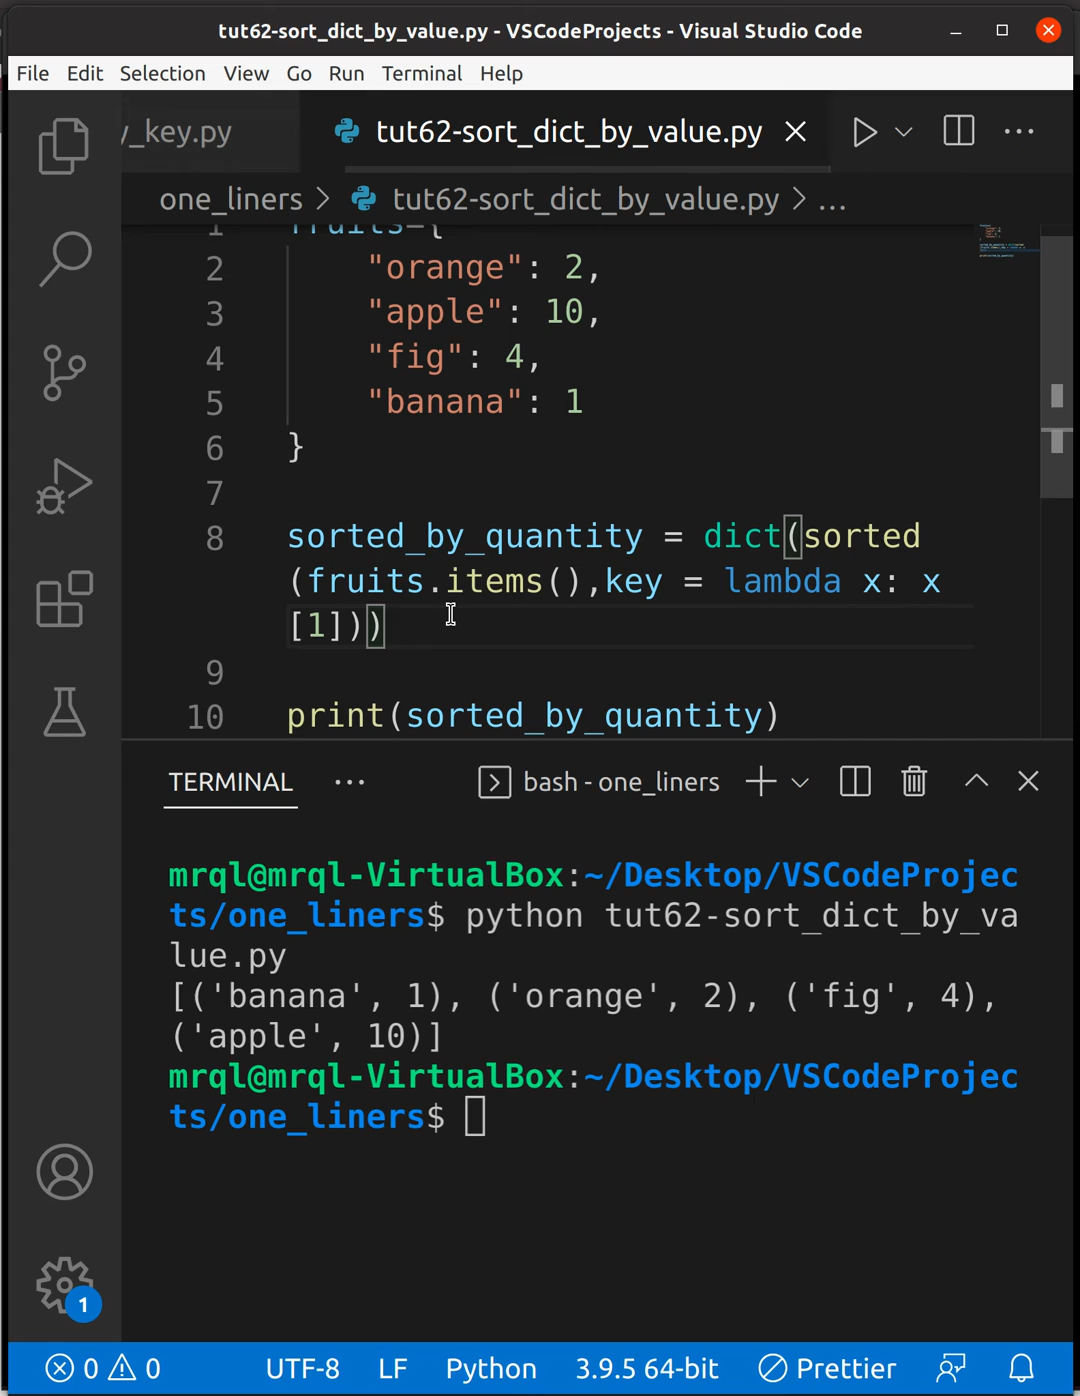 tut62-sort_dict_by_value.py - VSCodeProjects - Visual Studio Code
File Edit Selection View Go Run Terminal Help
y_key.py tut62-sort_dict_by_value.py
one_liners > tut62-sort_dict_by_value.py > ...
1 fruits={
2 "orange": 2,
3 "apple": 10,
4 "fig": 4,
5 "banana": 1
6 }
7
8 sorted_by_quantity = dict(sorted
(fruits.items(),key = lambda x: x
[1]))
9
10 print(sorted_by_quantity)
TERMINAL ... bash - one_liners
mrql@mrql-VirtualBox:~/Desktop/VSCodeProjec
ts/one_liners$ python tut62-sort_dict_by_va
lue.py
[('banana', 1), ('orange', 2), ('fig', 4),
('apple', 10)]
mrql@mrql-VirtualBox:~/Desktop/VSCodeProjec
ts/one_liners$
1
0 0 UTF-8 LF Python 3.9.5 64-bit Prettier